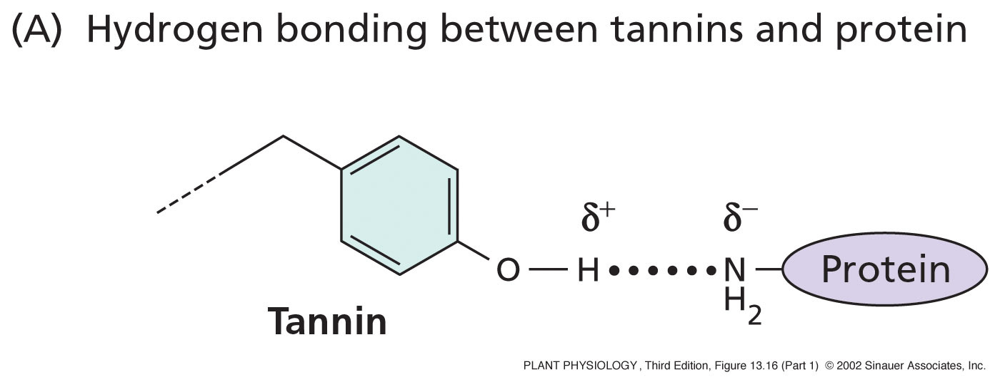 (A) Hydrogen bonding between tannins and protein
δ+ δ–
O — H • • • • • • N — Protein
H2
Tannin
PLANT PHYSIOLOGY, Third Edition, Figure 13.16 (Part 1) © 2002 Sinauer Associates, Inc.